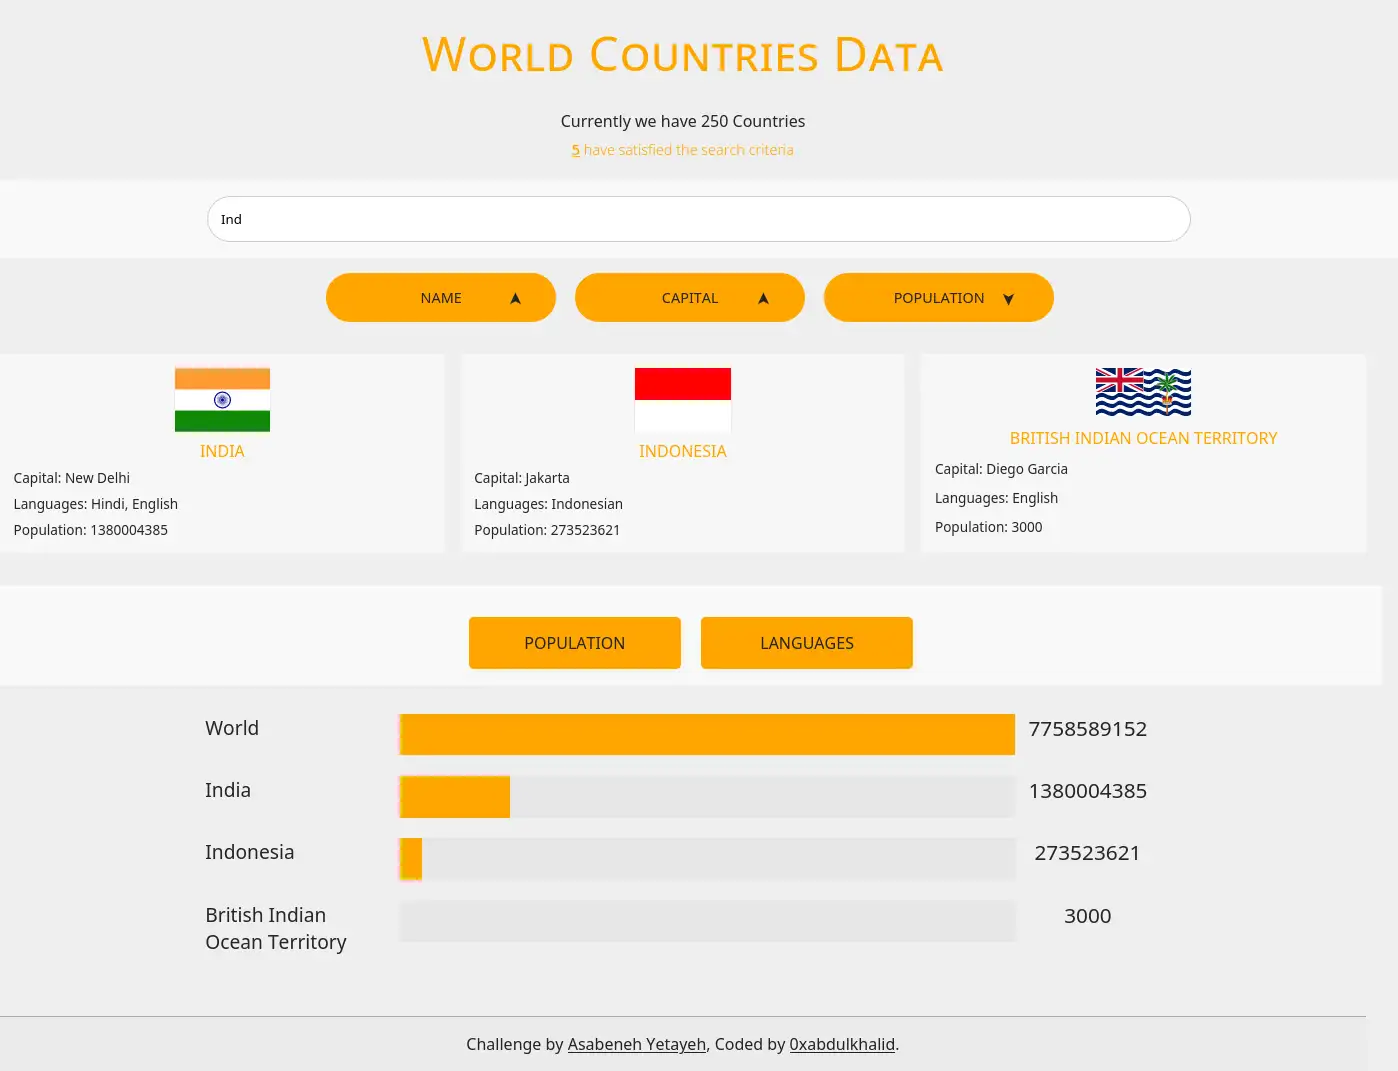 World Countries Data
Currently we have 250 Countries
5 have satisfied the search criteria
Ind
NAME
CAPITAL
POPULATION
INDIA
Capital: New Delhi
Languages: Hindi, English
Population: 1380004385
INDONESIA
Capital: Jakarta
Languages: Indonesian
Population: 273523621
BRITISH INDIAN OCEAN TERRITORY
Capital: Diego Garcia
Languages: English
Population: 3000
POPULATION
LANGUAGES
World 7758589152
India 1380004385
Indonesia 273523621
British Indian 3000
Ocean Territory
Challenge by Asabeneh Yetayeh, Coded by 0xabdulkhalid.